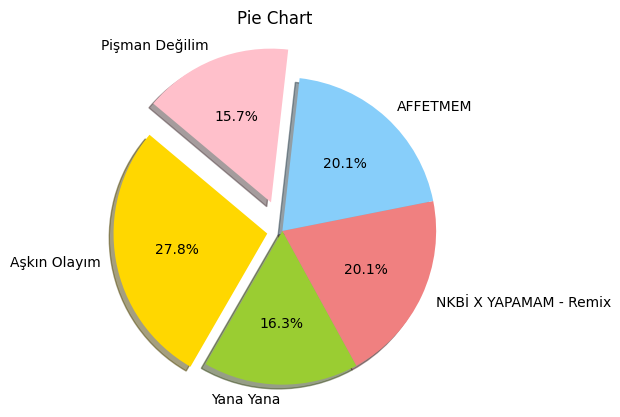 Pie Chart
Pişman Değilim
15.7%
AFFETMEM
20.1%
27.8%
Aşkın Olayım
20.1%
NKBİ X YAPAMAM - Remix
16.3%
Yana Yana